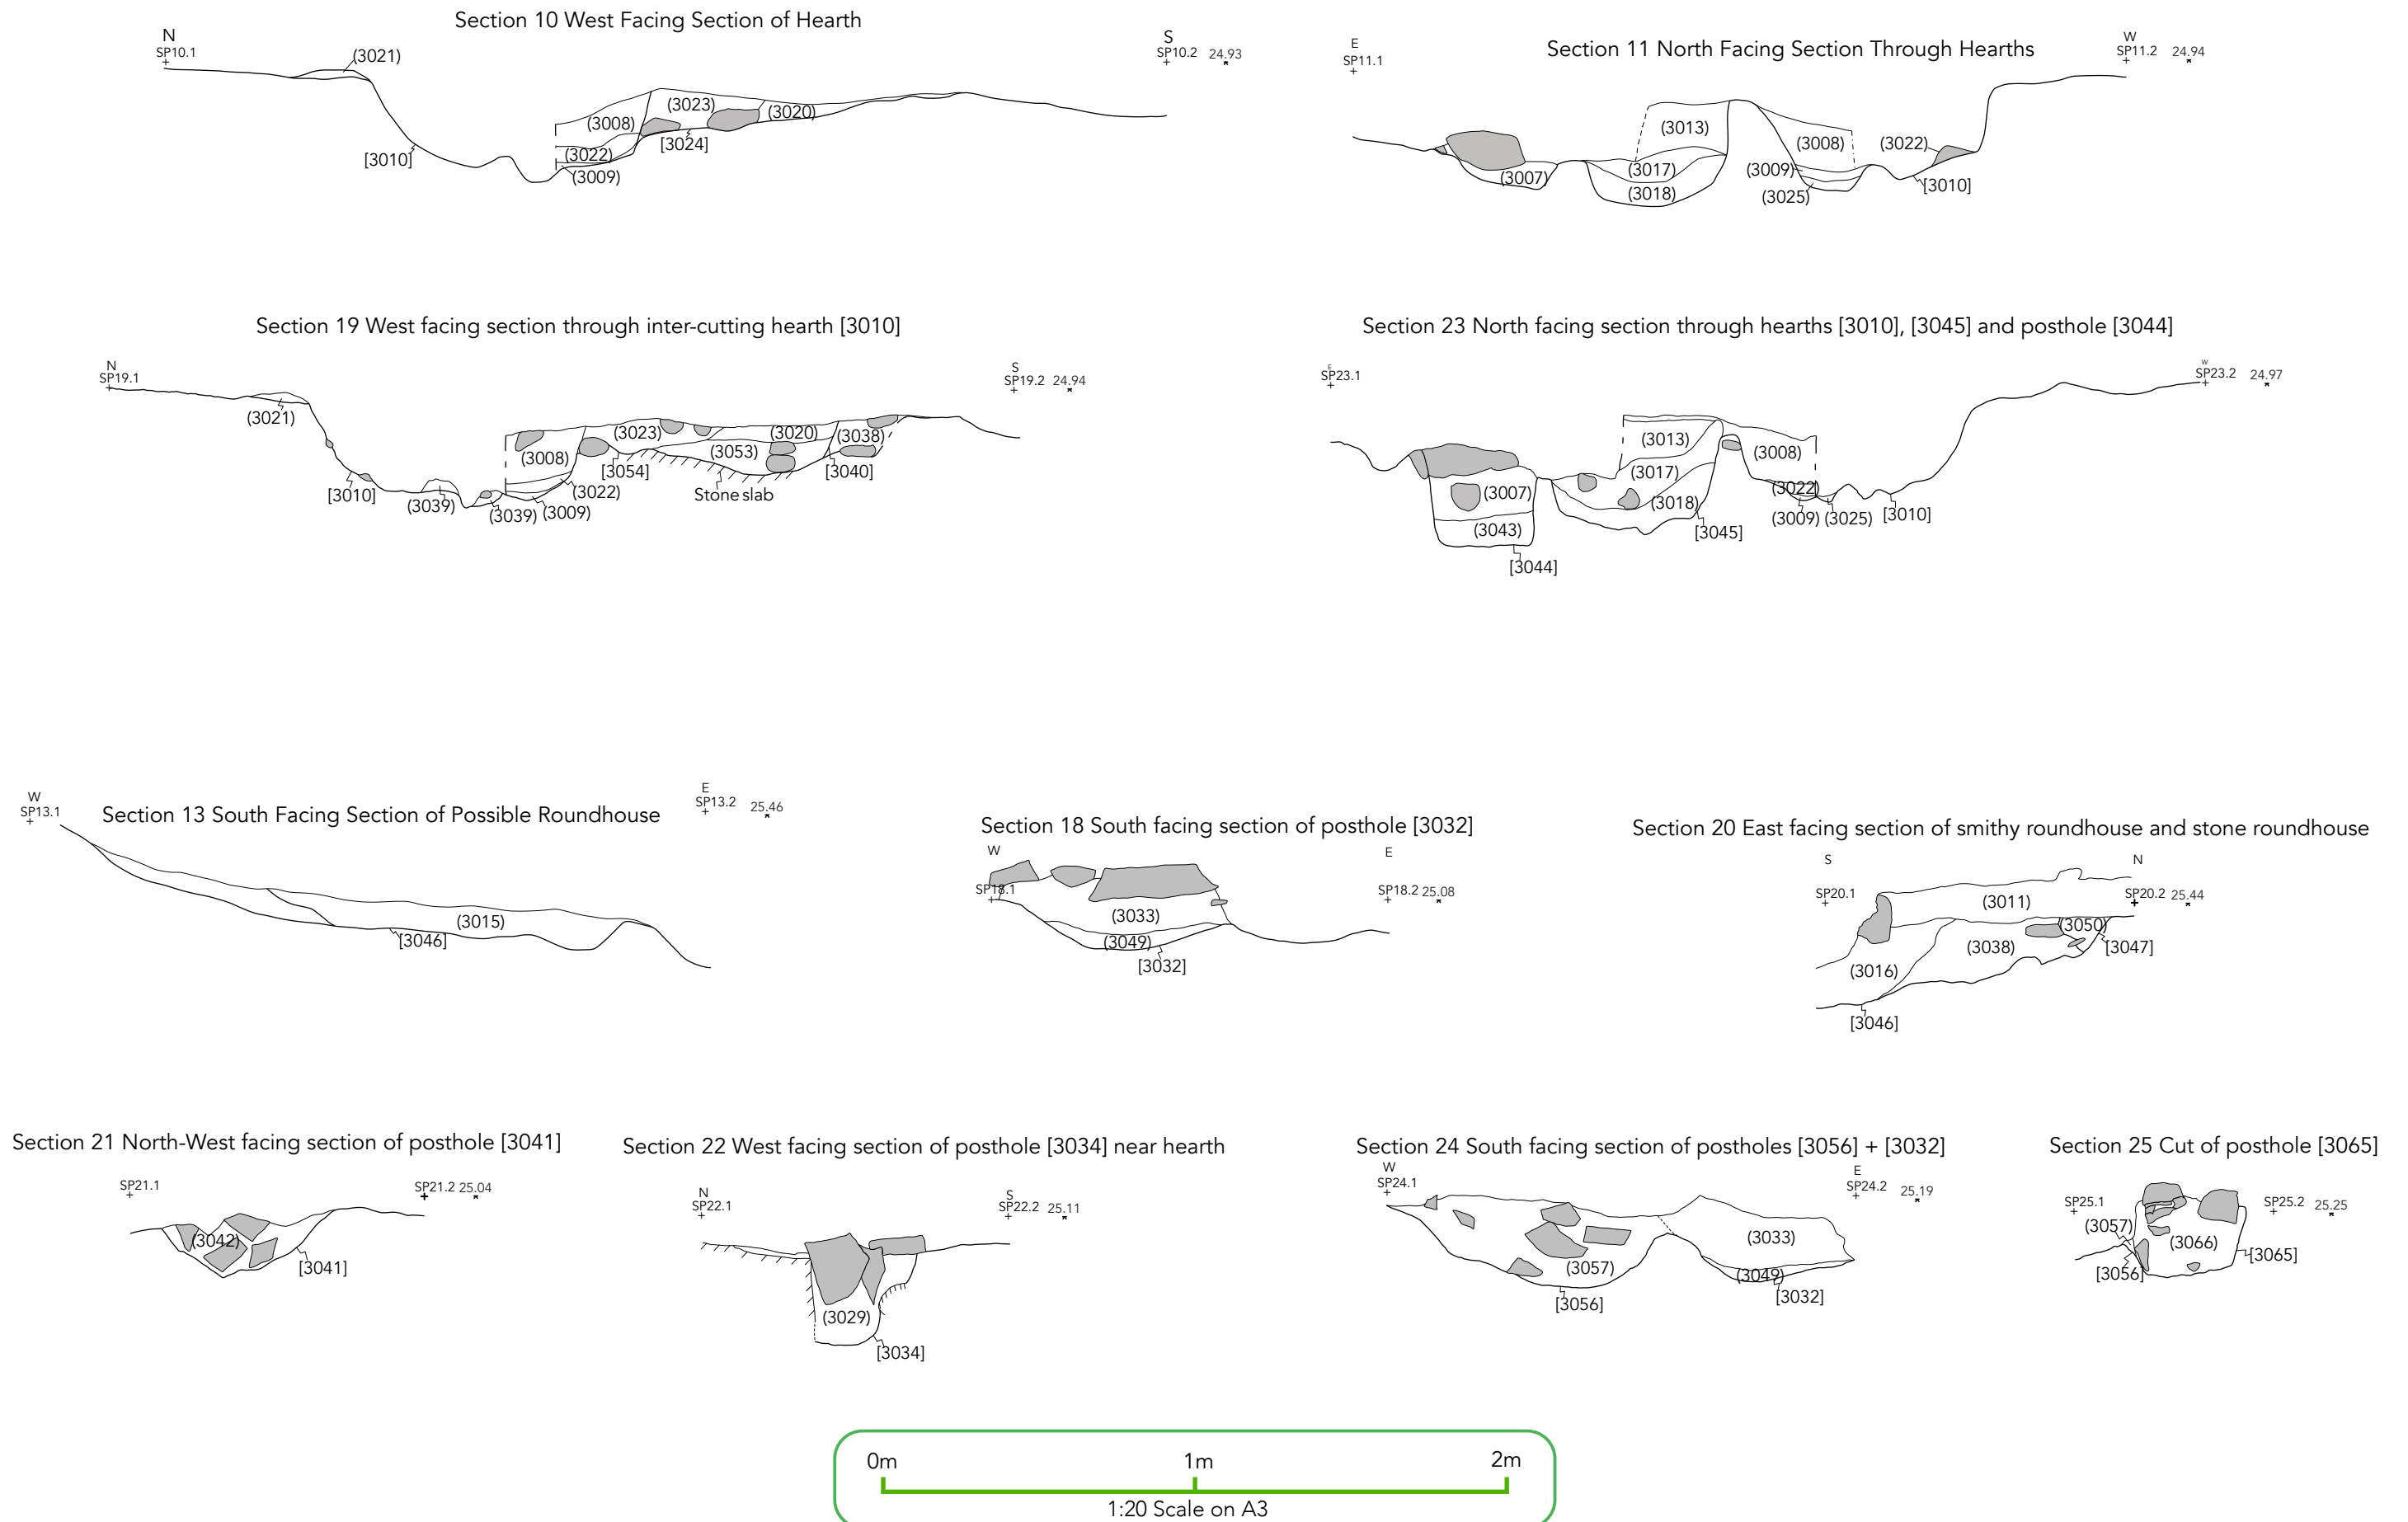 Section 10 West Facing Section of Hearth
N
SP10.1
(3021)
S
SP10.2 24.93
(3023)
(3008)
(3020)
[3024]
[3010]
(3022)
(3009)
Section 11 North Facing Section Through Hearths
E
SP11.1
W
SP11.2 24.94
(3013)
(3008)
(3022)
(3007)
(3017)
(3009)
(3018)
(3025)
[3010]
Section 19 West facing section through inter-cutting hearth [3010]
N
SP19.1
S
SP19.2 24.94
(3021)
(3023)
(3020)
(3038)
(3008)
(3053)
[3054]
[3040]
[3010]
(3022)
Stone slab
(3039)
(3039)
(3009)
Section 23 North facing section through hearths [3010], [3045] and posthole [3044]
E
SP23.1
W
SP23.2 24.97
(3013)
(3008)
(3017)
(3007)
(3022)
(3018)
(3043)
[3045]
(3009)
(3025)
[3010]
[3044]
Section 13 South Facing Section of Possible Roundhouse
W
SP13.1
E
SP13.2 25.46
(3015)
[3046]
Section 18 South facing section of posthole [3032]
W
E
SP18.1
SP18.2 25.08
(3033)
(3049)
[3032]
Section 20 East facing section of smithy roundhouse and stone roundhouse
S
N
SP20.1
SP20.2 25.44
(3011)
(3050)
(3038)
[3047]
(3016)
[3046]
Section 21 North-West facing section of posthole [3041]
SP21.1
SP21.2 25.04
(3042)
[3041]
Section 22 West facing section of posthole [3034] near hearth
N
SP22.1
S
SP22.2 25.11
(3029)
[3034]
Section 24 South facing section of postholes [3056] + [3032]
W
SP24.1
E
SP24.2 25.19
(3033)
(3057)
(3049)
[3056]
[3032]
Section 25 Cut of posthole [3065]
SP25.1
SP25.2 25.25
(3057)
(3066)
[3065]
[3056]
0m
1m
2m
1:20 Scale on A3